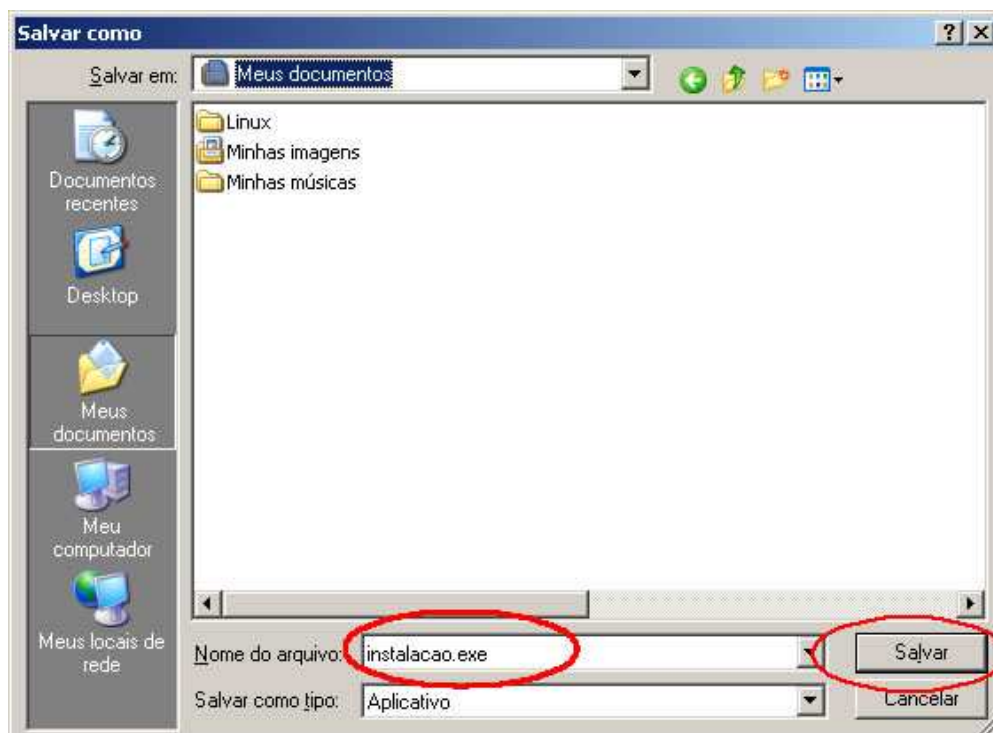 Salvar como
Salvar em:
Meus documentos
Linux
Minhas imagens
Minhas músicas
Documentos
recentes
Desktop
Meus
documentos
Meu
computador
Meus locais de
rede
Nome do arquivo:
instalacao.exe
Salvar
Salvar como tipo:
Aplicativo
Cancelar